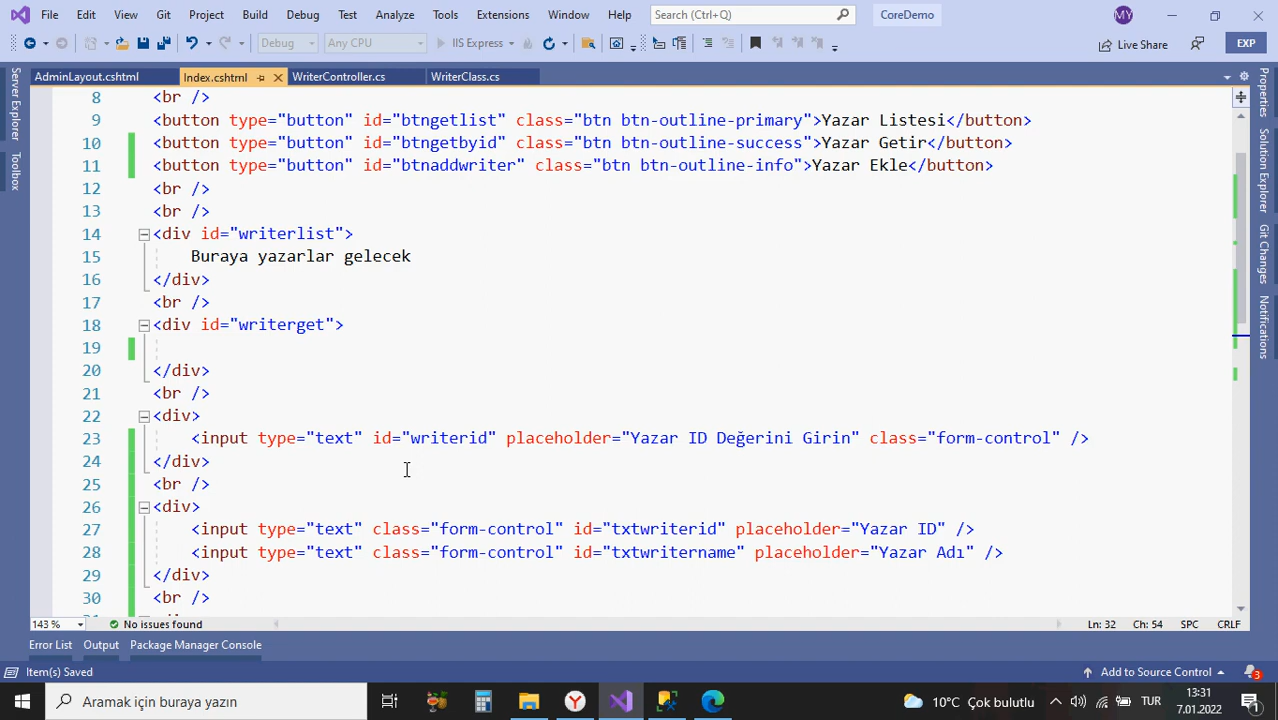 File Edit View Git Project Build Debug Test Analyze Tools Extensions Window Help Search (Ctrl+Q) CoreDemo MY
Debug Any CPU IIS Express Live Share EXP
AdminLayout.cshtml Index.cshtml WriterController.cs WriterClass.cs
Server Explorer
Toolbox
8 <br />
9 <button type="button" id="btngetlist" class="btn btn-outline-primary">Yazar Listesi</button>
10 <button type="button" id="btngetbyid" class="btn btn-outline-success">Yazar Getir</button>
11 <button type="button" id="btnaddwriter" class="btn btn-outline-info">Yazar Ekle</button>
12 <br />
13 <br />
14 <div id="writerlist">
15 Buraya yazarlar gelecek
16 </div>
17 <br />
18 <div id="writerget">
19
20 </div>
21 <br />
22 <div>
23 <input type="text" id="writerid" placeholder="Yazar ID Değerini Girin" class="form-control" />
24 </div>
25 <br />
26 <div>
27 <input type="text" class="form-control" id="txtwriterid" placeholder="Yazar ID" />
28 <input type="text" class="form-control" id="txtwritername" placeholder="Yazar Adı" />
29 </div>
30 <br />
Properties
Solution Explorer
Git Changes
Notifications
143 % No issues found Ln: 32 Ch: 54 SPC CRLF
Error List Output Package Manager Console
Item(s) Saved Add to Source Control 3
Aramak için buraya yazın 10°C Çok bulutlu TUR 13:31
7.01.2022 1